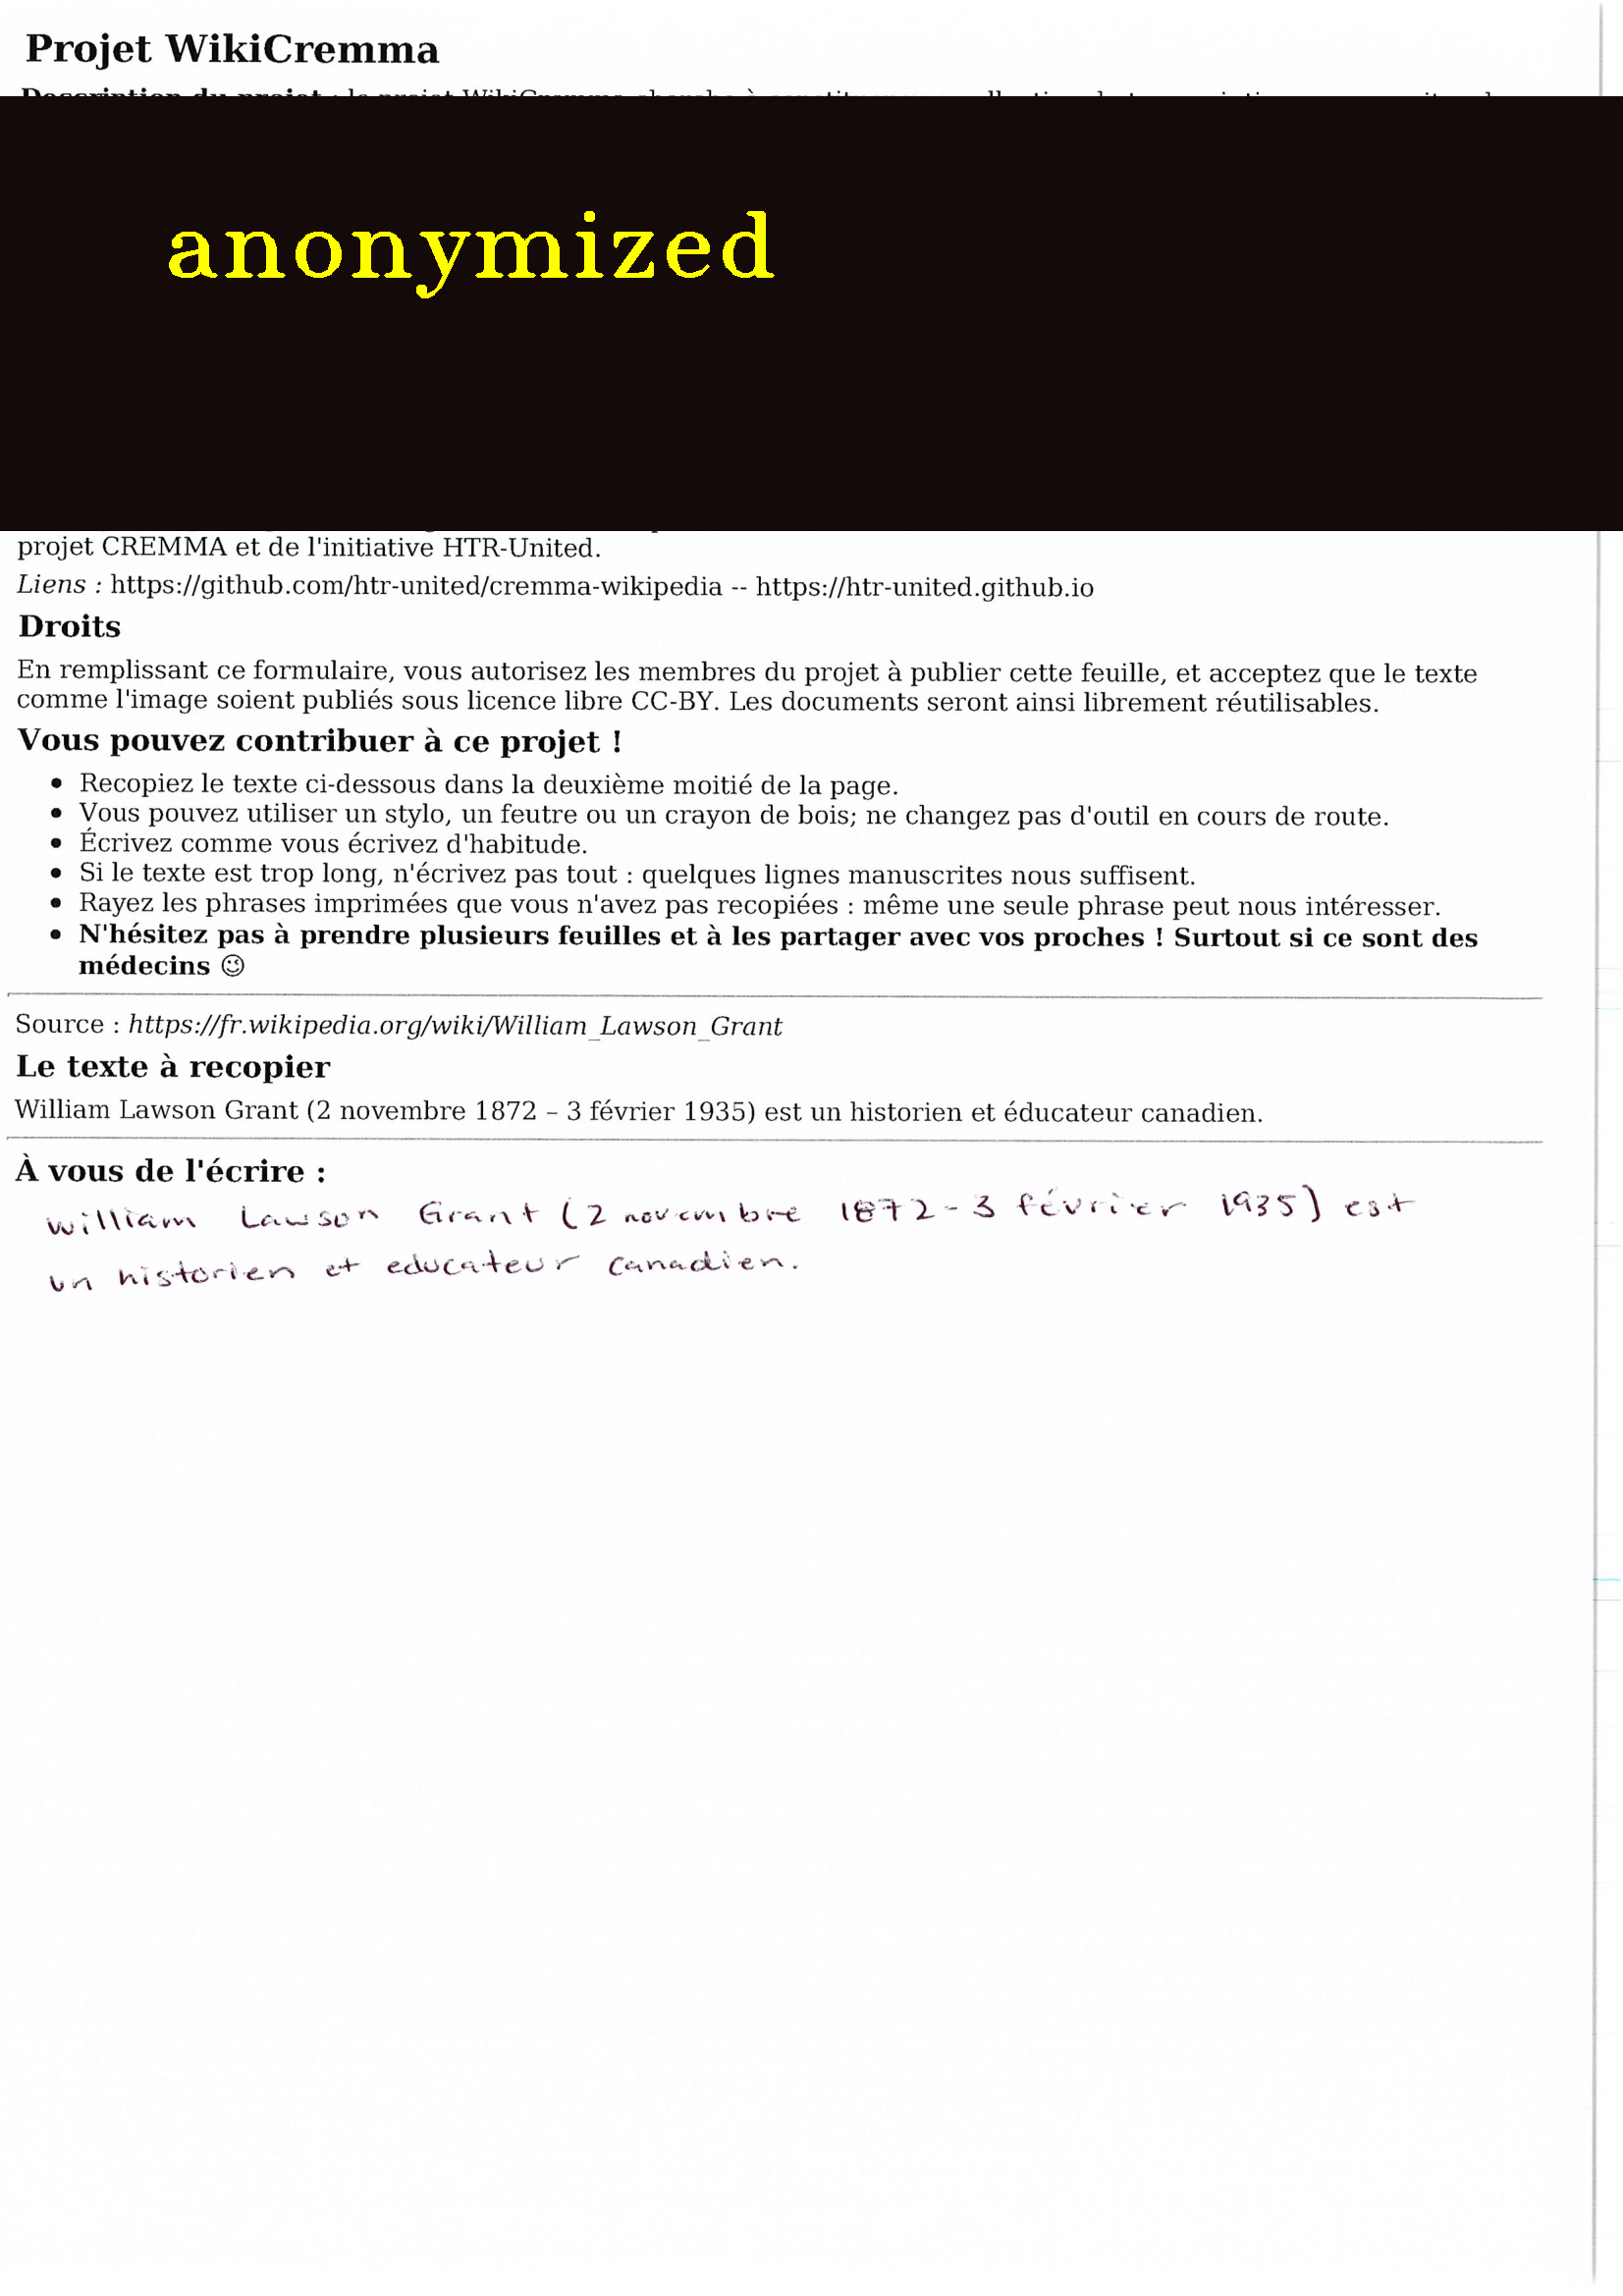 Projet WikiCremma
anonymized
projet CREMMA et de l'initiative HTR-United.
Liens : https://github.com/htr-united/cremma-wikipedia -- https://htr-united.github.io
Droits
En remplissant ce formulaire, vous autorisez les membres du projet à publier cette feuille, et acceptez que le texte
comme l'image soient publiés sous licence libre CC-BY. Les documents seront ainsi librement réutilisables.
Vous pouvez contribuer à ce projet !
• Recopiez le texte ci-dessous dans la deuxième moitié de la page.
• Vous pouvez utiliser un stylo, un feutre ou un crayon de bois; ne changez pas d'outil en cours de route.
• Écrivez comme vous écrivez d'habitude.
• Si le texte est trop long, n'écrivez pas tout : quelques lignes manuscrites nous suffisent.
• Rayez les phrases imprimées que vous n'avez pas recopiées : même une seule phrase peut nous intéresser.
• N'hésitez pas à prendre plusieurs feuilles et à les partager avec vos proches ! Surtout si ce sont des
médecins ☺
Source : https://fr.wikipedia.org/wiki/William_Lawson_Grant
Le texte à recopier
William Lawson Grant (2 novembre 1872 – 3 février 1935) est un historien et éducateur canadien.
À vous de l'écrire :
William Lawson Grant (2 novembre 1872 - 3 février 1935) est
un historien et educateur canadien.